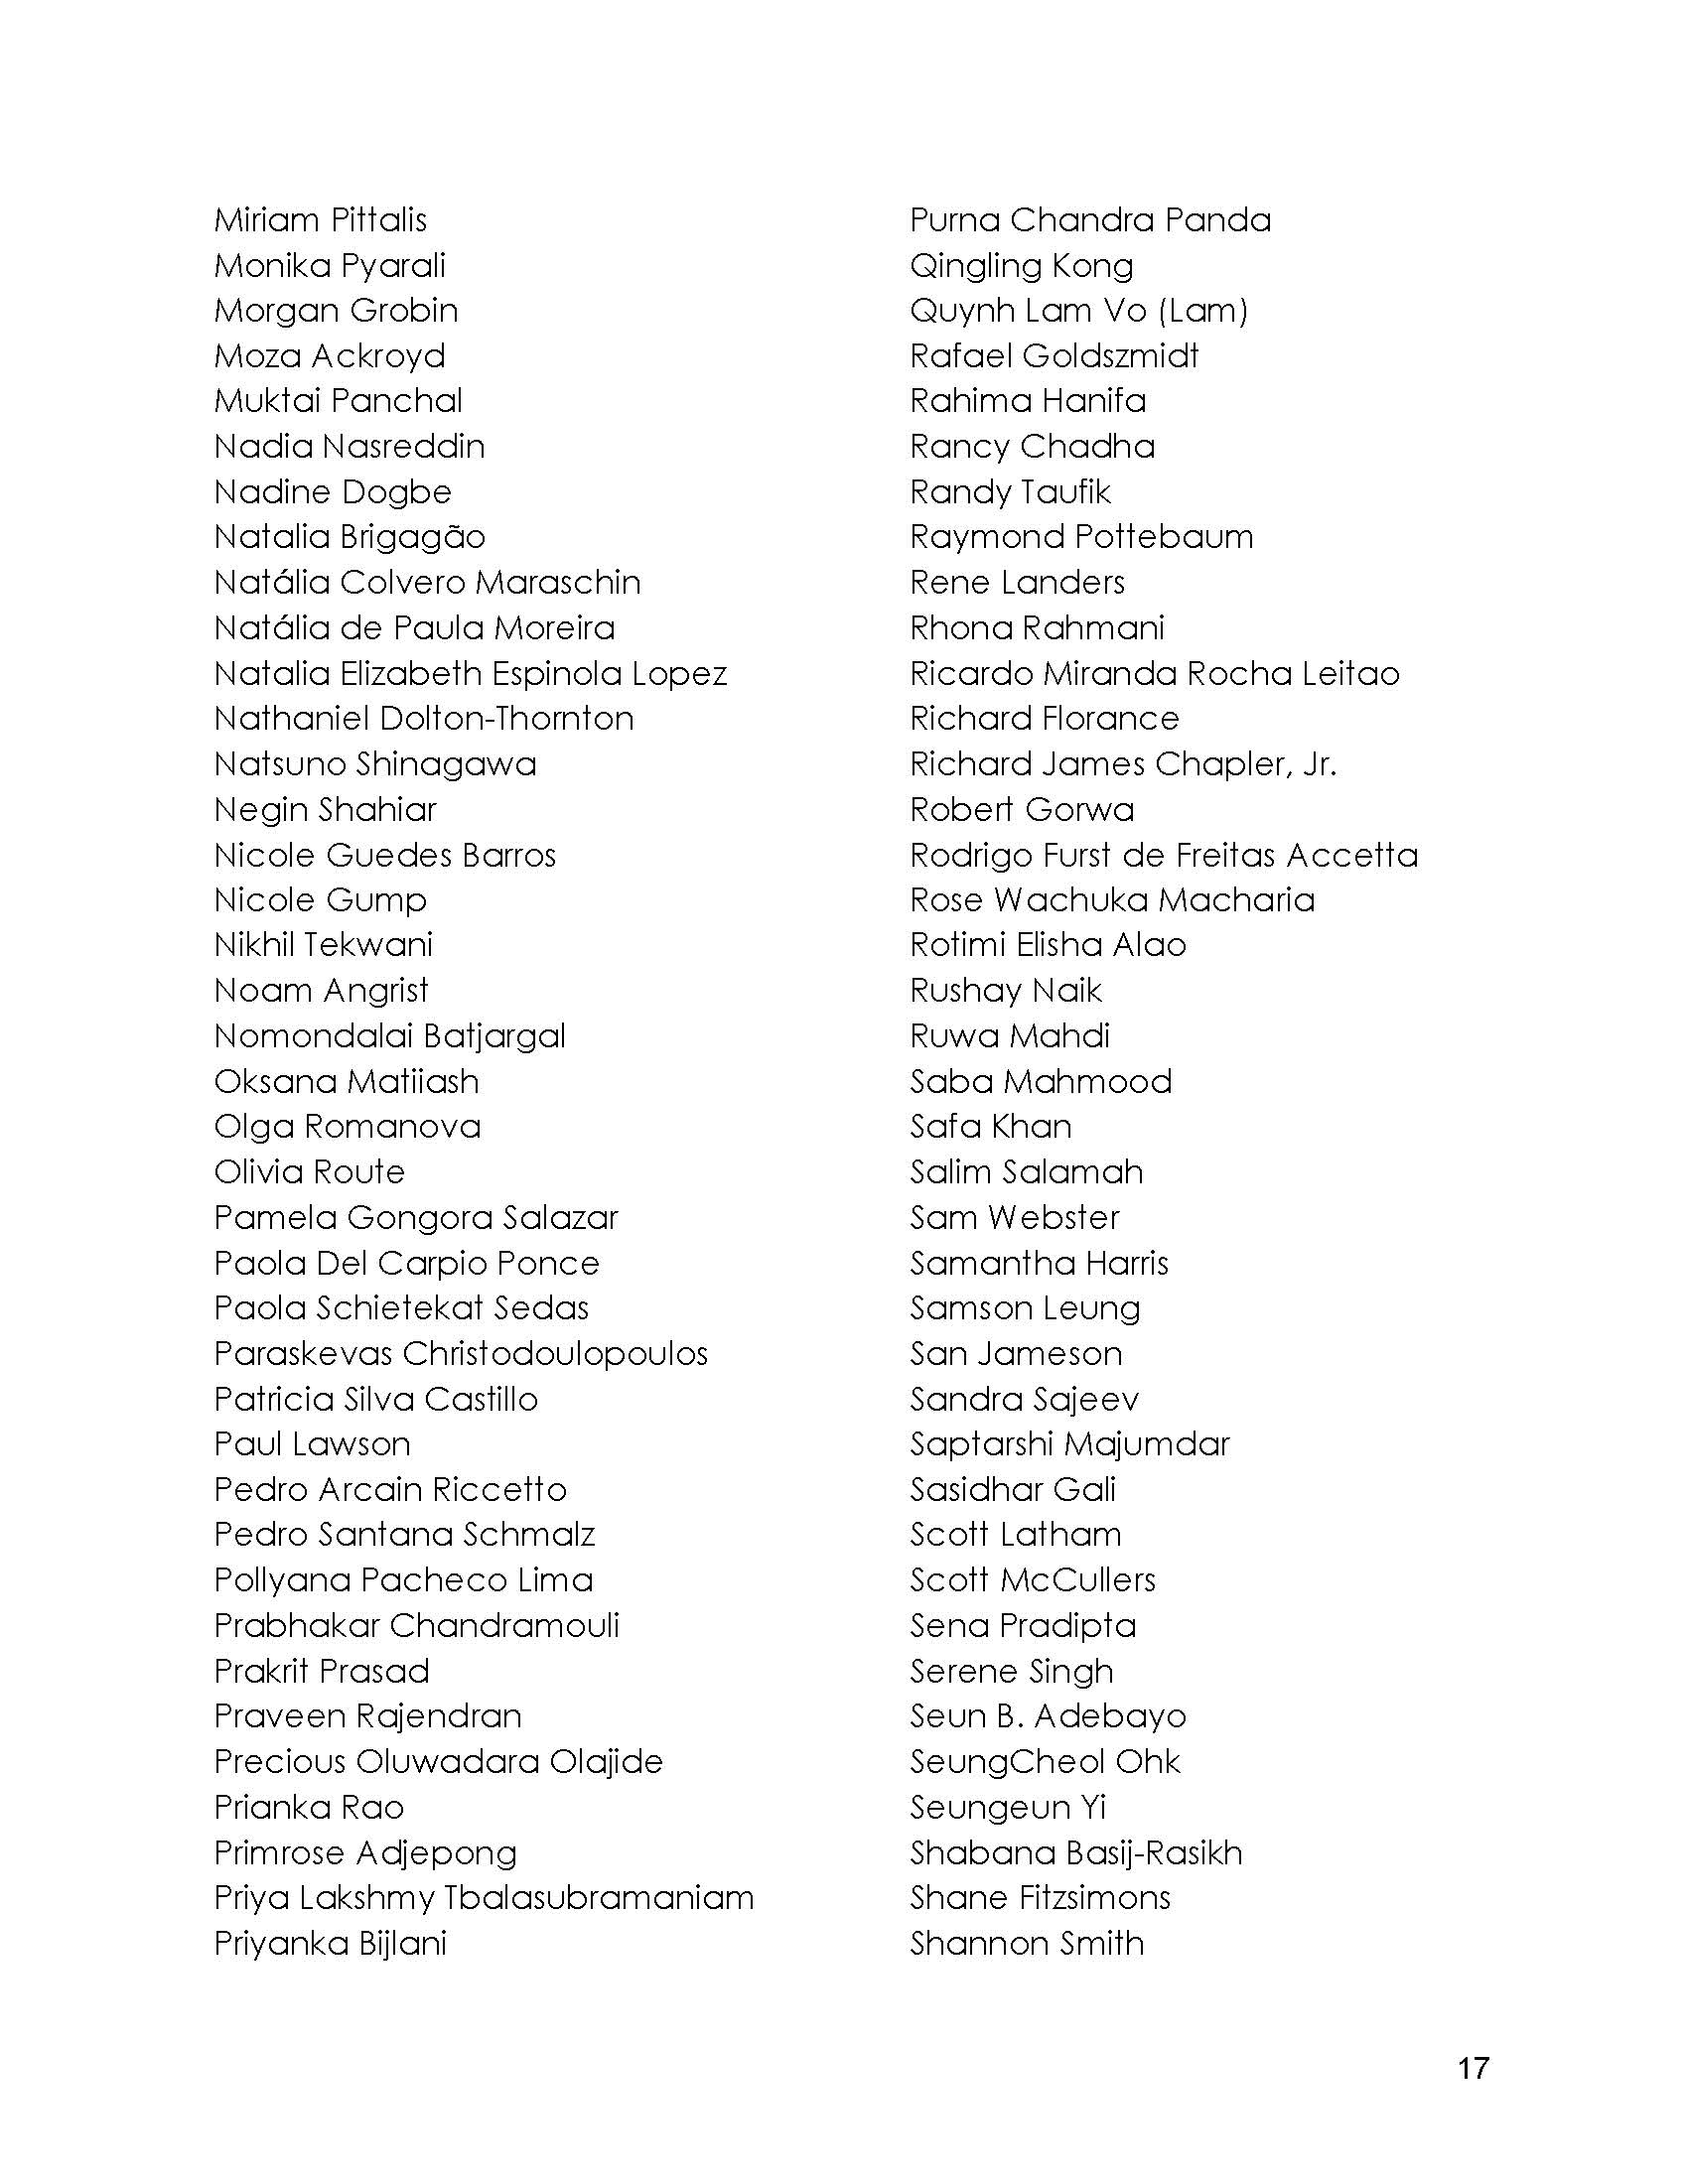 Miriam Pittalis
Monika Pyarali
Morgan Grobin
Moza Ackroyd
Muktai Panchal
Nadia Nasreddin
Nadine Dogbe
Natalia Brigagão
Natália Colvero Maraschin
Natália de Paula Moreira
Natalia Elizabeth Espinola Lopez
Nathaniel Dolton-Thornton
Natsuno Shinagawa
Negin Shahiar
Nicole Guedes Barros
Nicole Gump
Nikhil Tekwani
Noam Angrist
Nomondalai Batjargal
Oksana Matiiash
Olga Romanova
Olivia Route
Pamela Gongora Salazar
Paola Del Carpio Ponce
Paola Schietekat Sedas
Paraskevas Christodoulopoulos
Patricia Silva Castillo
Paul Lawson
Pedro Arcain Riccetto
Pedro Santana Schmalz
Pollyana Pacheco Lima
Prabhakar Chandramouli
Prakrit Prasad
Praveen Rajendran
Precious Oluwadara Olajide
Prianka Rao
Primrose Adjepong
Priya Lakshmy Tbalasubramaniam
Priyanka Bijlani
Purna Chandra Panda
Qingling Kong
Quynh Lam Vo (Lam)
Rafael Goldszmidt
Rahima Hanifa
Rancy Chadha
Randy Taufik
Raymond Pottebaum
Rene Landers
Rhona Rahmani
Ricardo Miranda Rocha Leitao
Richard Florance
Richard James Chapler, Jr.
Robert Gorwa
Rodrigo Furst de Freitas Accetta
Rose Wachuka Macharia
Rotimi Elisha Alao
Rushay Naik
Ruwa Mahdi
Saba Mahmood
Safa Khan
Salim Salamah
Sam Webster
Samantha Harris
Samson Leung
San Jameson
Sandra Sajeev
Saptarshi Majumdar
Sasidhar Gali
Scott Latham
Scott McCullers
Sena Pradipta
Serene Singh
Seun B. Adebayo
SeungCheol Ohk
Seungeun Yi
Shabana Basij-Rasikh
Shane Fitzsimons
Shannon Smith
17